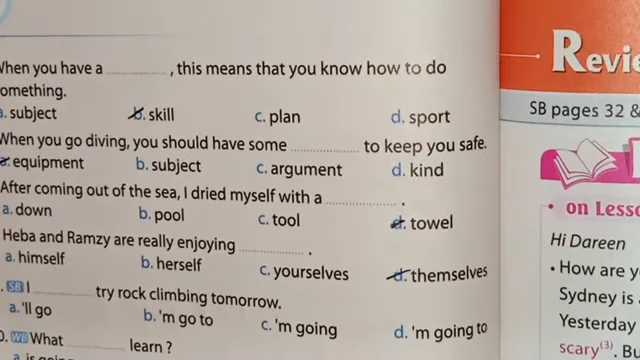 When you have a ............... , this means that you know how to do
something.
a. subject b. skill c. plan d. sport
When you go diving, you should have some ............... to keep you safe.
a. equipment b. subject c. argument d. kind
After coming out of the sea, I dried myself with a ............... .
a. down b. pool c. tool d. towel
Heba and Ramzy are really enjoying ............... .
a. himself b. herself c. yourselves d. themselves
SB I ............... try rock climbing tomorrow.
a. 'll go b. 'm go to c. 'm going d. 'm going to
WB What ............... learn ?
SB pages 32 &
on
Hi Dareen
• How are
Sydney is
Yesterday
scary(3).